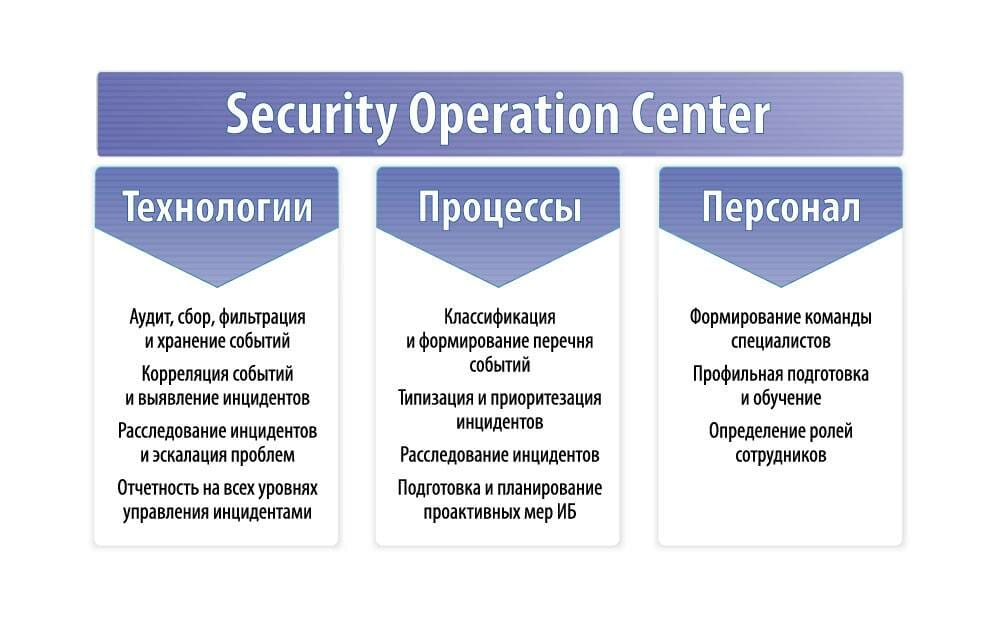 Security Operation Center
Технологии
Аудит, сбор, фильтрация
и хранение событий
Корреляция событий
и выявление инцидентов
Расследование инцидентов
и эскалация проблем
Отчетность на всех уровнях
управления инцидентами
Процессы
Классификация
и формирование перечня
событий
Типизация и приоритезация
инцидентов
Расследование инцидентов
Подготовка и планирование
проактивных мер ИБ
Персонал
Формирование команды
специалистов
Профильная подготовка
и обучение
Определение ролей
сотрудников